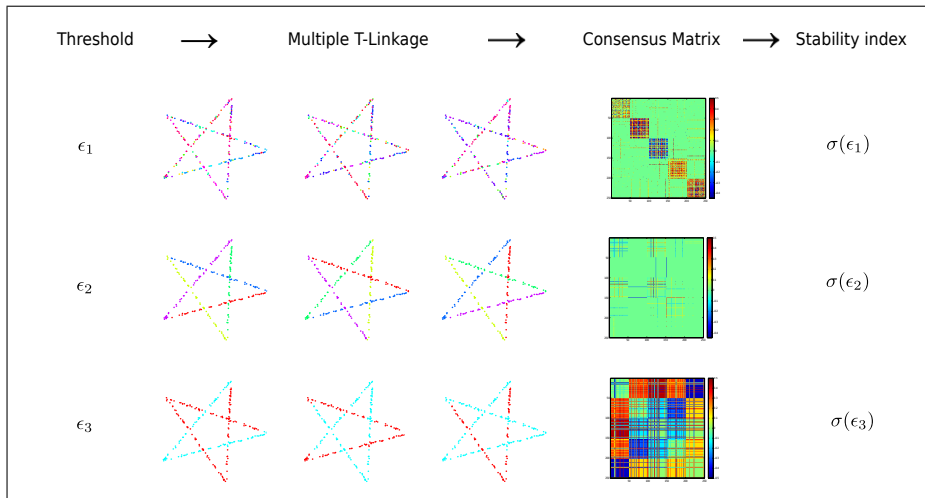 Threshold → Multiple T-Linkage → Consensus Matrix → Stability index
ϵ1 σ(ϵ1)
ϵ2 σ(ϵ2)
ϵ3 σ(ϵ3)